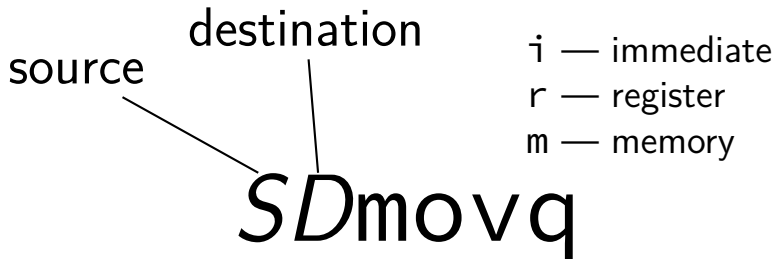 destination
source
i — immediate
r — register
m — memory
SDmovq